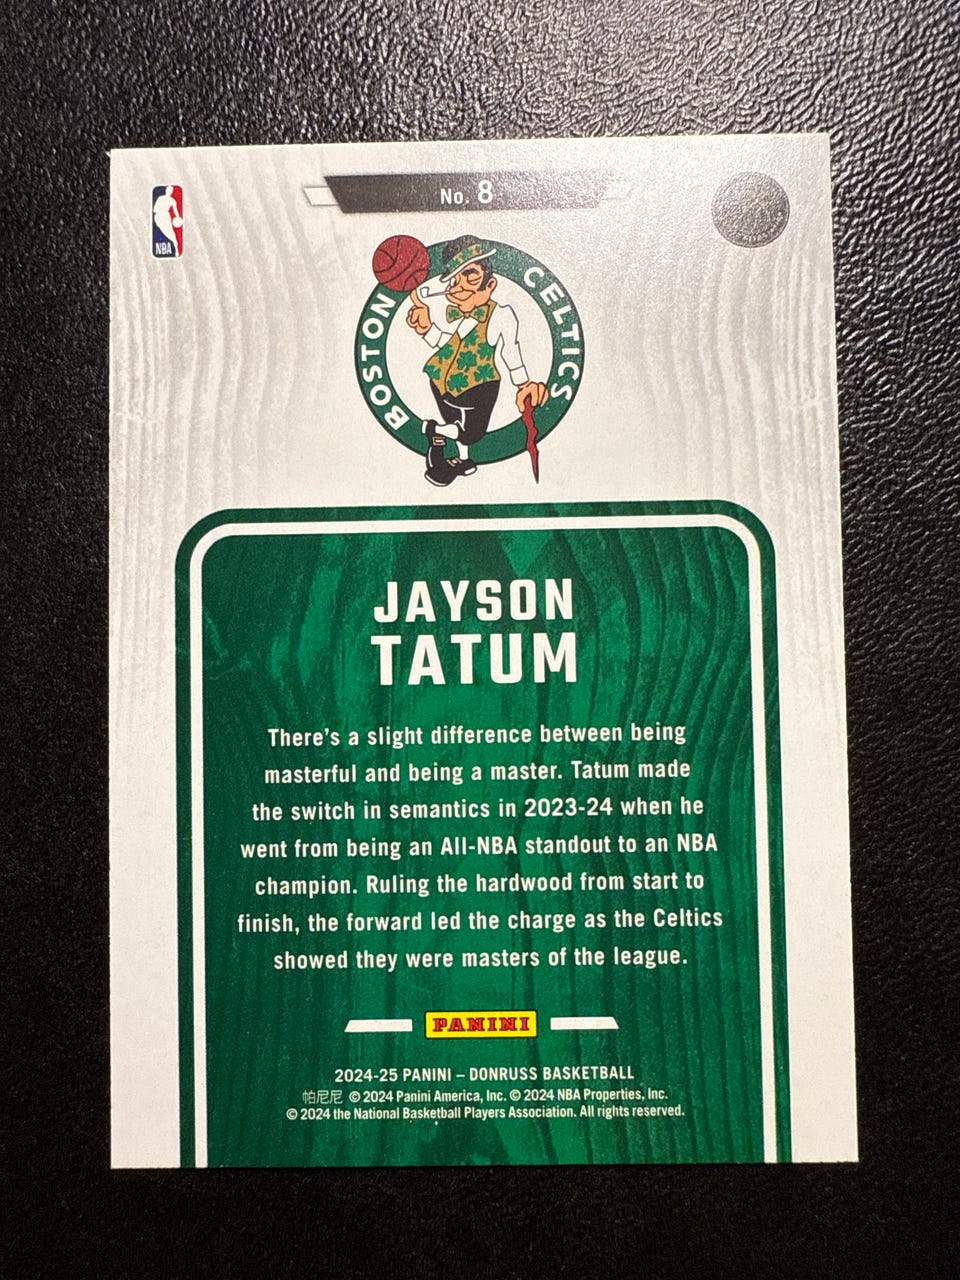 No. 8
NBA
BOSTON CELTICS
JAYSON
TATUM
There's a slight difference between being
masterful and being a master. Tatum made
the switch in semantics in 2023-24 when he
went from being an All-NBA standout to an NBA
champion. Ruling the hardwood from start to
finish, the forward led the charge as the Celtics
showed they were masters of the league.
PANINI
2024-25 PANINI – DONRUSS BASKETBALL
帕尼尼 © 2024 Panini America, Inc. © 2024 NBA Properties, Inc.
© 2024 the National Basketball Players Association. All rights reserved.